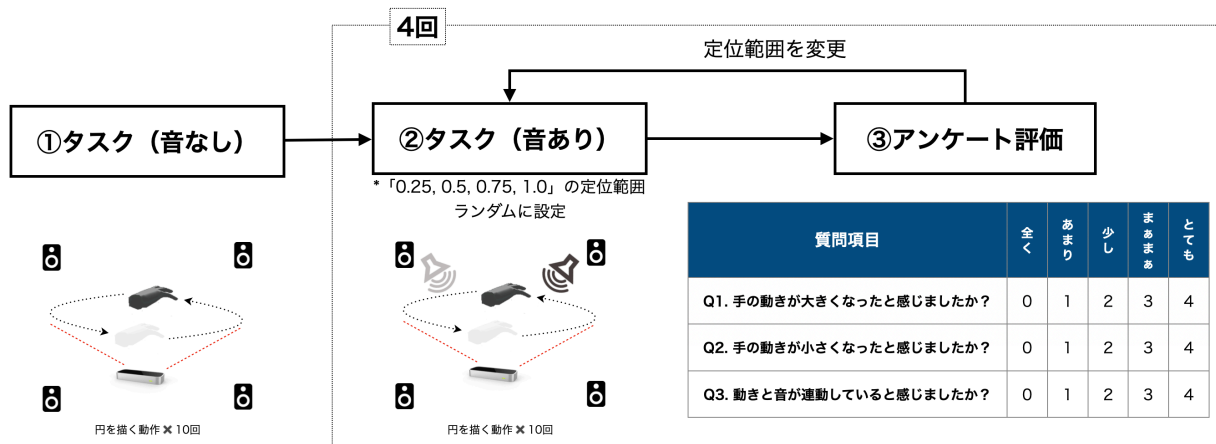 4回
定位範囲を変更
①タスク（音なし）
②タスク（音あり）
③アンケート評価
*「0.25, 0.5, 0.75, 1.0」の定位範囲
ランダムに設定
質問項目 全く あまり 少し まぁまぁ とても
Q1. 手の動きが大きくなったと感じましたか？ 0 1 2 3 4
Q2. 手の動きが小さくなったと感じましたか？ 0 1 2 3 4
Q3. 動きと音が連動していると感じましたか？ 0 1 2 3 4
円を描く動作 ✖ 10回
円を描く動作 ✖ 10回